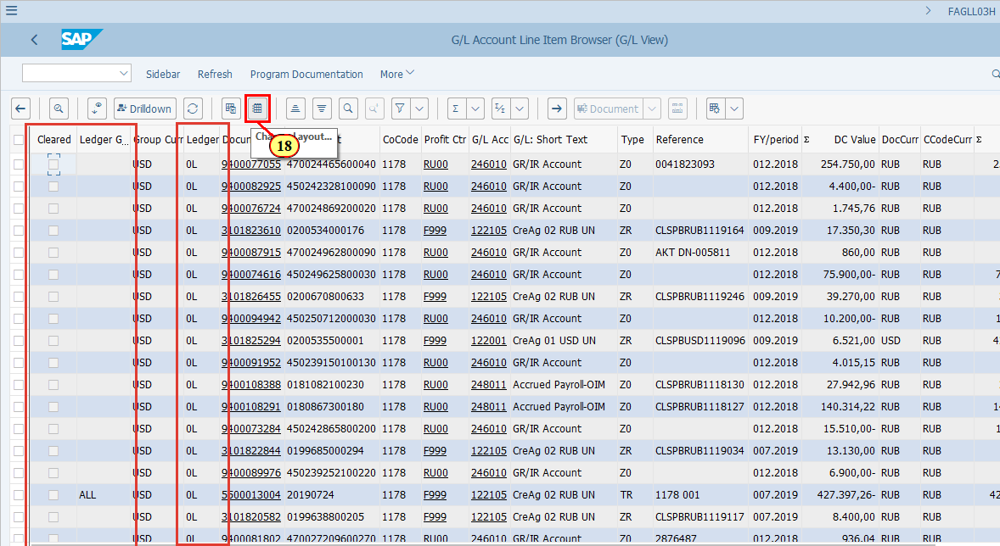 FAGLL03H
SAP G/L Account Line Item Browser (G/L View)
Sidebar Refresh Program Documentation More
Drilldown Σ Document
Cha Layout...
18
Cleared Ledger G... Group Curr Ledger Docum t CoCode Profit Ctr G/L Acc G/L: Short Text Type Reference FY/period Σ DC Value DocCurr CCodeCurr Σ
USD 0L 9400077055 470024465600040 1178 RU00 246010 GR/IR Account Z0 0041823093 012.2018 254.750,00 RUB RUB
USD 0L 9400082925 450242328100090 1178 RU00 246010 GR/IR Account Z0 012.2018 4.400,00- RUB RUB
USD 0L 9400076724 470024869200020 1178 RU00 246010 GR/IR Account Z0 012.2018 1.745,76 RUB RUB
USD 0L 3101823610 0200534000176 1178 F999 122105 CreAg 02 RUB UN ZR CLSPBRUB1119164 009.2019 17.350,30 RUB RUB
USD 0L 9400087915 470024962800090 1178 RU00 246010 GR/IR Account Z0 AKT DN-005811 012.2018 860,00 RUB RUB
USD 0L 9400074616 450249625800030 1178 RU00 246010 GR/IR Account Z0 012.2018 75.900,00- RUB RUB 7
USD 0L 3101826455 0200670800633 1178 F999 122105 CreAg 02 RUB UN ZR CLSPBRUB1119246 009.2019 39.270,00 RUB RUB
USD 0L 9400094942 450250712000030 1178 RU00 246010 GR/IR Account Z0 012.2018 10.200,00- RUB RUB 1
USD 0L 3101825294 0200535500001 1178 F999 122001 CreAg 01 USD UN ZR CLSPBUSD1119096 009.2019 6.521,00 USD RUB 4
USD 0L 9400091952 450239150100130 1178 RU00 246010 GR/IR Account Z0 012.2018 4.015,15 RUB RUB
USD 0L 9400108388 0181082100230 1178 RU00 248011 Accrued Payroll-OIM Z0 CLSPBRUB1118130 012.2018 27.942,96 RUB RUB
USD 0L 9400108291 0180867300180 1178 RU00 248011 Accrued Payroll-OIM Z0 CLSPBRUB1118127 012.2018 140.314,22 RUB RUB 14
USD 0L 9400073284 450242865800200 1178 RU00 246010 GR/IR Account Z0 012.2018 15.510,00- RUB RUB 1
USD 0L 3101822844 0199685000294 1178 F999 122105 CreAg 02 RUB UN ZR CLSPBRUB1119034 007.2019 13.130,00 RUB RUB
USD 0L 9400089976 450239252100220 1178 RU00 246010 GR/IR Account Z0 012.2018 6.900,00- RUB RUB
ALL USD 0L 5600013004 20190724 1178 F999 122105 CreAg 02 RUB UN TR 1178 001 007.2019 427.397,26- RUB RUB 42
USD 0L 3101820582 0199638800205 1178 F999 122105 CreAg 02 RUB UN ZR CLSPBRUB1119117 007.2019 8.400,00 RUB RUB
USD 0L 9400081802 470027209600270 1178 RU00 246010 GR/IR Account Z0 2876487 012.2018 936,04 RUB RUB